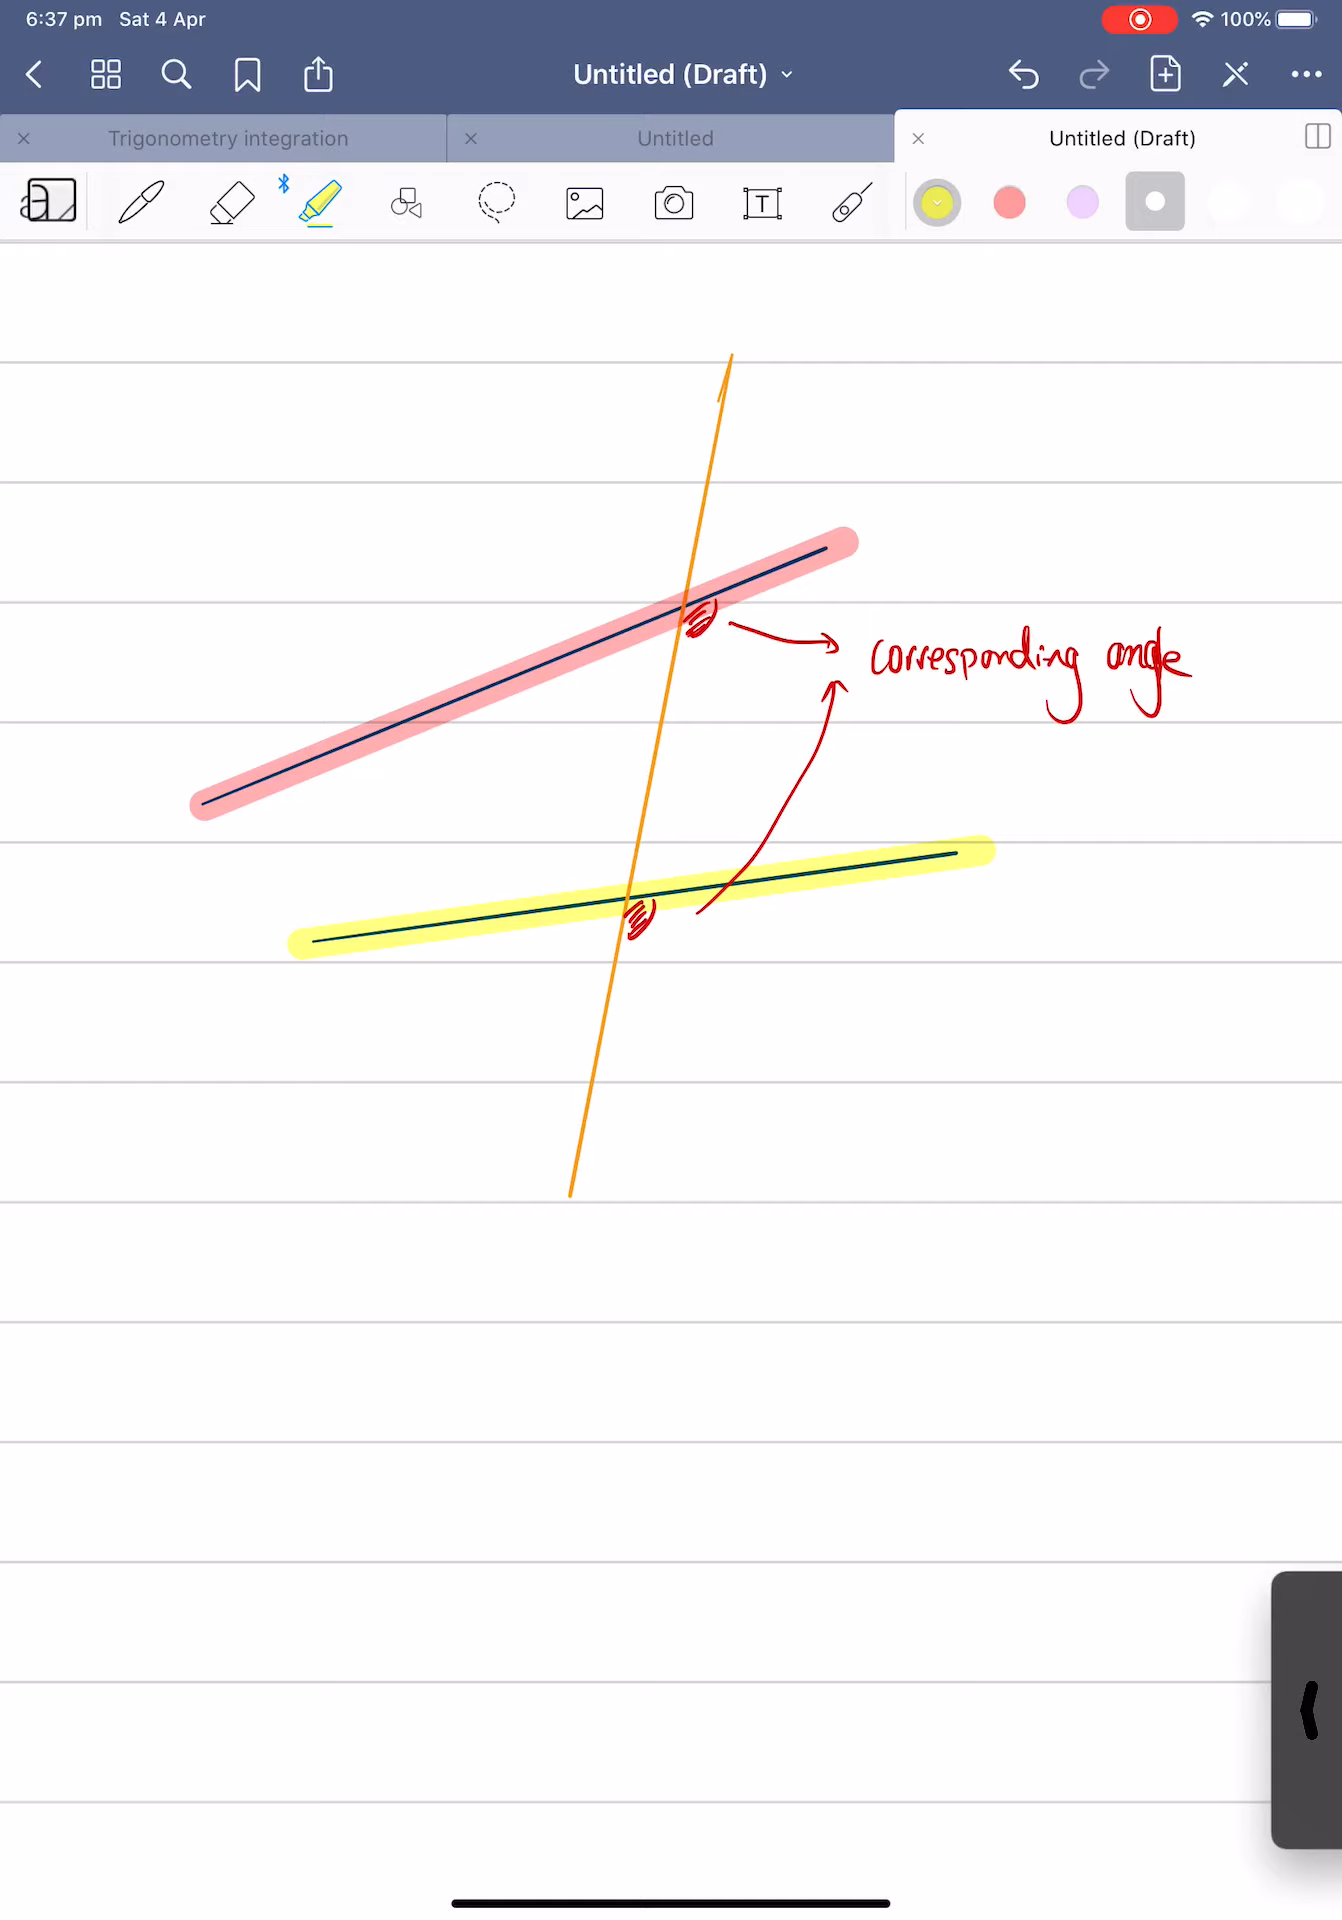 6:37 pm Sat 4 Apr
100%
Untitled (Draft)
Trigonometry integration
Untitled
Untitled (Draft)
a
T
corresponding angle